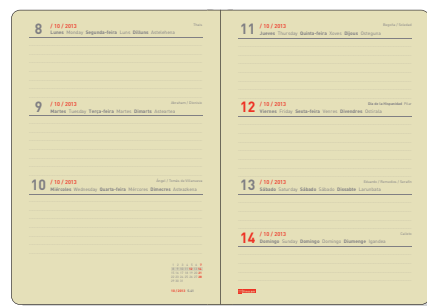 8 / 10 / 2013
Lunes Monday Segunda-feira Luns Dilluns Astelehena
9 / 10 / 2013
Martes Tuesday Terça-feira Martes Dimarts Asteartea
10 / 10 / 2013
Miércoles Wednesday Quarte-feira Mércores Dimecres Asteazkena
11 / 10 / 2013
Jueves Thursday Quinta-feira Xoves Dijous Osteguna
Día de la Hispanidad Pilar
12 / 10 / 2013
Viernes Friday Sexta-feira Venres Divendres Ostirala
13 / 10 / 2013
Sábado Saturday Sábado Sábado Dissabte Larunbata
14 / 10 / 2013
Domingo Sunday Domingo Domingo Diumenge Igandea